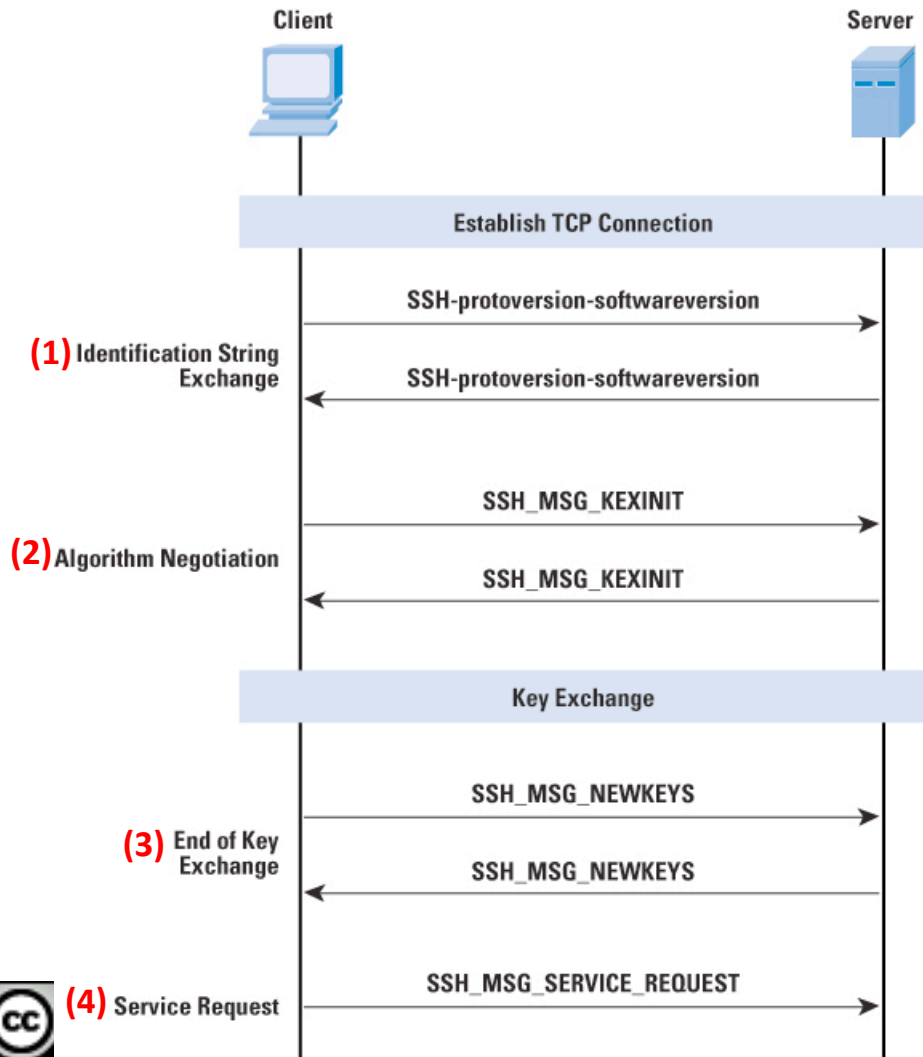 Client
Server
Establish TCP Connection
SSH-protoversion-softwareversion
(1) Identification String
Exchange
SSH-protoversion-softwareversion
SSH_MSG_KEXINIT
(2) Algorithm Negotiation
SSH_MSG_KEXINIT
Key Exchange
SSH_MSG_NEWKEYS
(3) End of Key
Exchange
SSH_MSG_NEWKEYS
SSH_MSG_SERVICE_REQUEST
cc
(4) Service Request